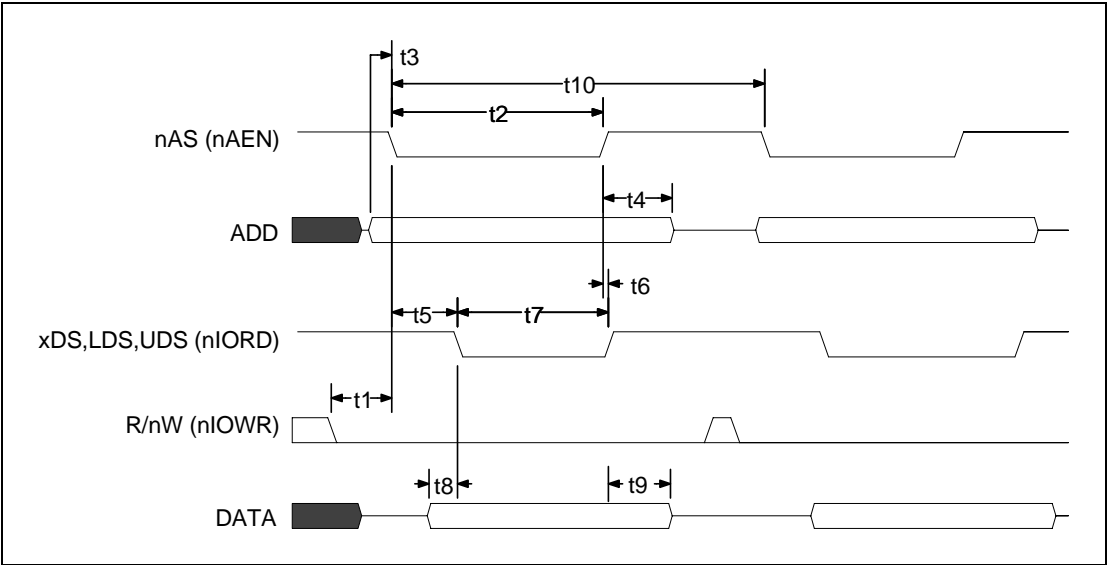 t3
t10
t2
nAS (nAEN)
t4
ADD
t6
t5
t7
xDS,LDS,UDS (nIORD)
t1
R/nW (nIOWR)
t8
t9
DATA